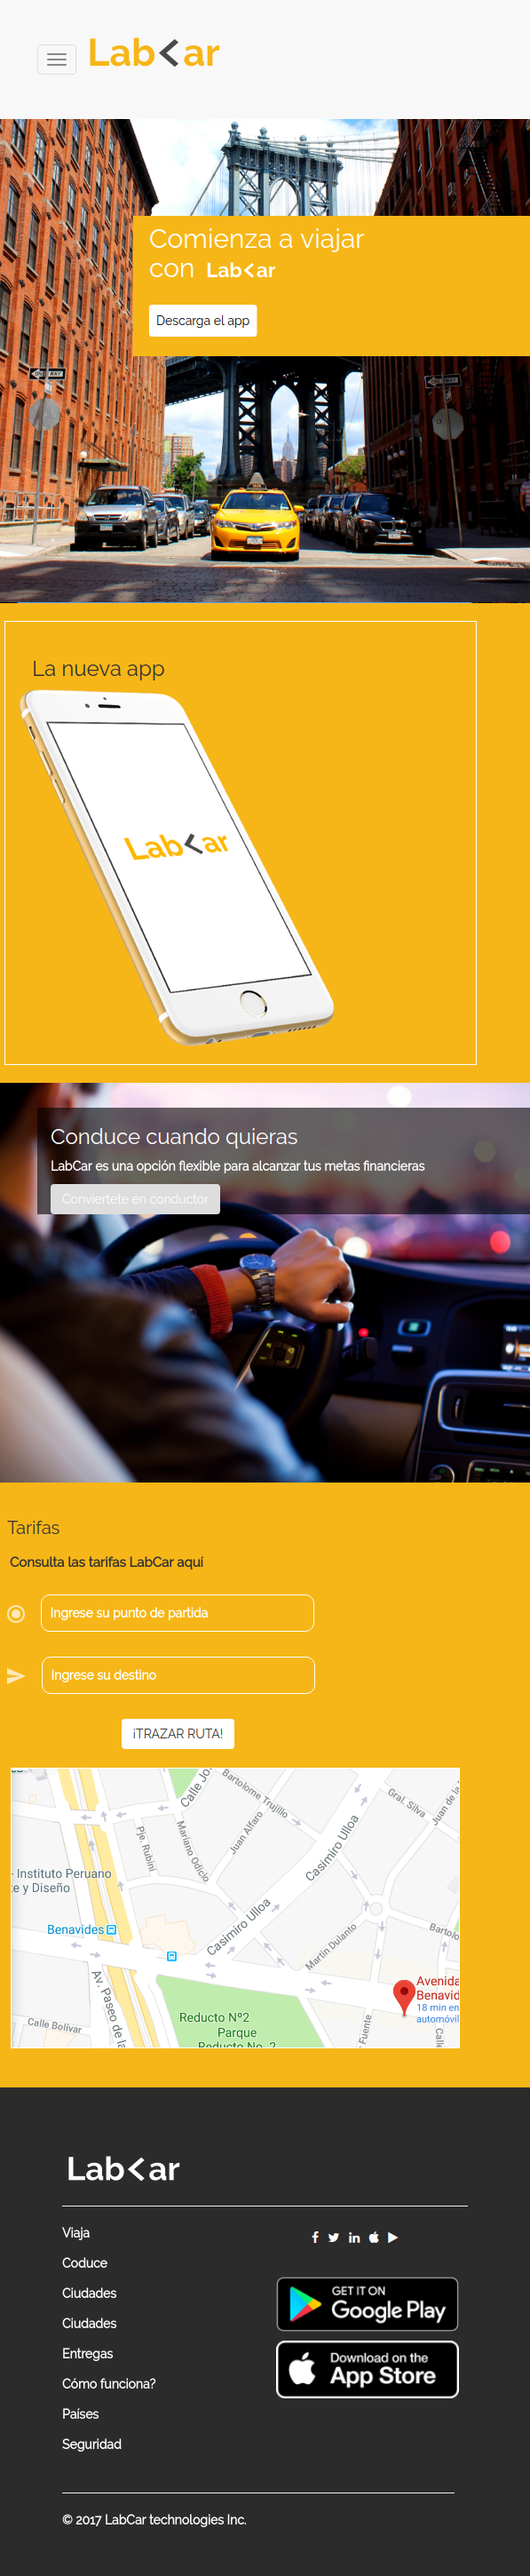 Lab<ar
Comienza a viajar
con Lab<ar
Descarga el app
ONE WAY
La nueva app
Lab<ar
Conduce cuando quieras
LabCar es una opción flexible para alcanzar tus metas financieras
Conviertete en conductor
Tarifas
Consulta las tarifas LabCar aquí
Ingrese su punto de partida
Ingrese su destino
¡TRAZAR RUTA!
Calle Jo
Bartolome Trujillo
Gral. Silva
Juan de la
Pje. Rubini
Mariano Odicio
Juan Alfaro
Casimiro Ulloa
Instituto Peruano
te y Diseño
Benavides
Casimiro Ulloa
Martin Dulanto
Bartolo
Av. Paseo de la
Avenida
Benavid
18 min en
automóvil
Reducto Nº2
Parque
Reducto No. 2
Calle Bolívar
Fuente
Calle
Lab<ar
Viaja
Coduce
Ciudades
Ciudades
Entregas
Cómo funciona?
Países
Seguridad
GET IT ON
Google Play
Download on the
App Store
© 2017 LabCar technologies Inc.